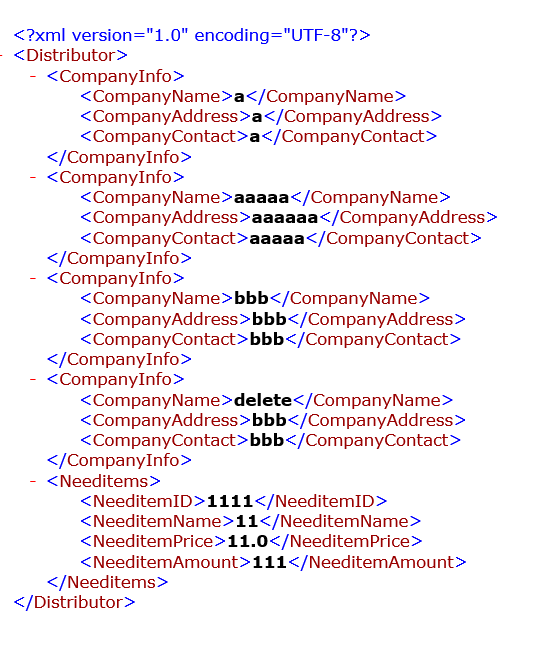 <?xml version="1.0" encoding="UTF-8"?>
- <Distributor>
- <CompanyInfo>
<CompanyName>a</CompanyName>
<CompanyAddress>a</CompanyAddress>
<CompanyContact>a</CompanyContact>
</CompanyInfo>
- <CompanyInfo>
<CompanyName>aaaaa</CompanyName>
<CompanyAddress>aaaaaa</CompanyAddress>
<CompanyContact>aaaaa</CompanyContact>
</CompanyInfo>
- <CompanyInfo>
<CompanyName>bbb</CompanyName>
<CompanyAddress>bbb</CompanyAddress>
<CompanyContact>bbb</CompanyContact>
</CompanyInfo>
- <CompanyInfo>
<CompanyName>delete</CompanyName>
<CompanyAddress>bbb</CompanyAddress>
<CompanyContact>bbb</CompanyContact>
</CompanyInfo>
- <Needitems>
<NeeditemID>1111</NeeditemID>
<NeeditemName>11</NeeditemName>
<NeeditemPrice>11.0</NeeditemPrice>
<NeeditemAmount>111</NeeditemAmount>
</Needitems>
</Distributor>